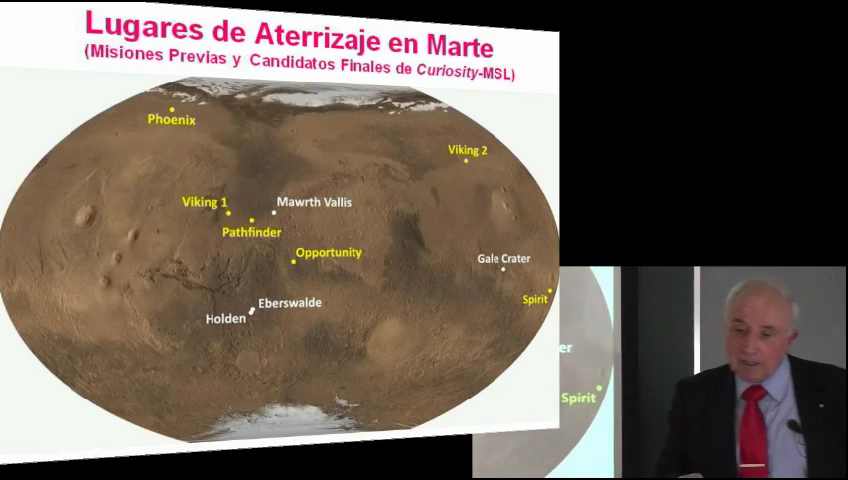 Lugares de Aterrizaje en Marte
(Misiones Previas y Candidatos Finales de Curiosity-MSL)
Phoenix
Viking 2
Viking 1
Mawrth Vallis
Pathfinder
Opportunity
Gale Crater
Spirit
Eberswalde
Holden
er
Spirit